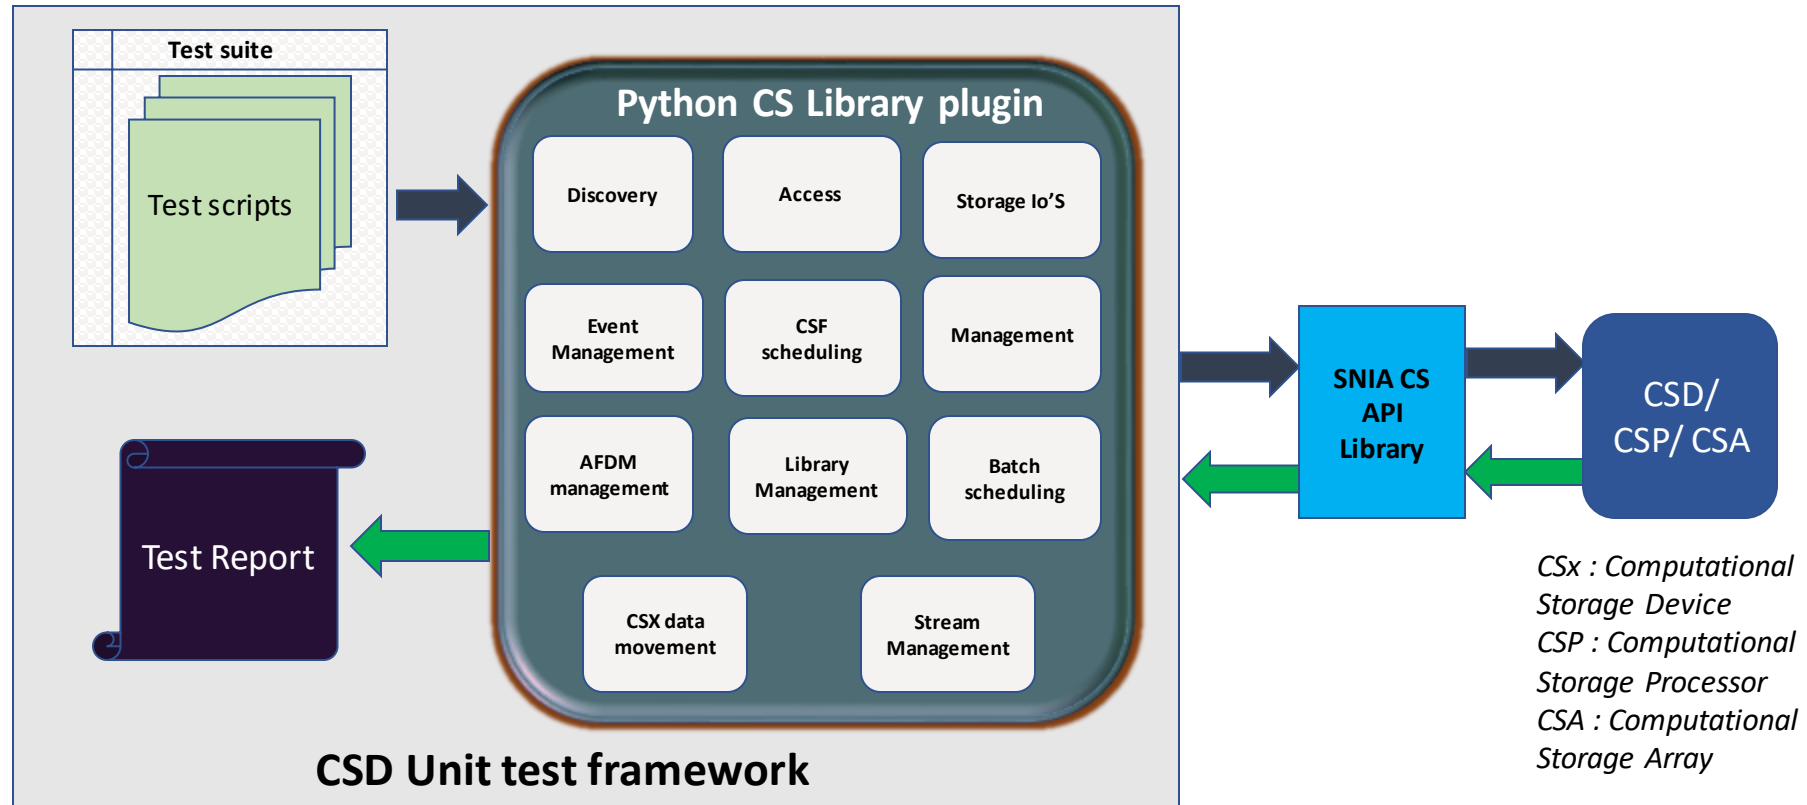 Test suite
Test scripts
Python CS Library plugin
Discovery
Access
Storage Io’S
Event
Management
CSF
scheduling
Management
AFDM
management
Library
Management
Batch
scheduling
CSX data
movement
Stream
Management
Test Report
CSD Unit test framework
SNIA CS
API
Library
CSD/
CSP/ CSA
CSx : Computational
Storage Device
CSP : Computational
Storage Processor
CSA : Computational
Storage Array